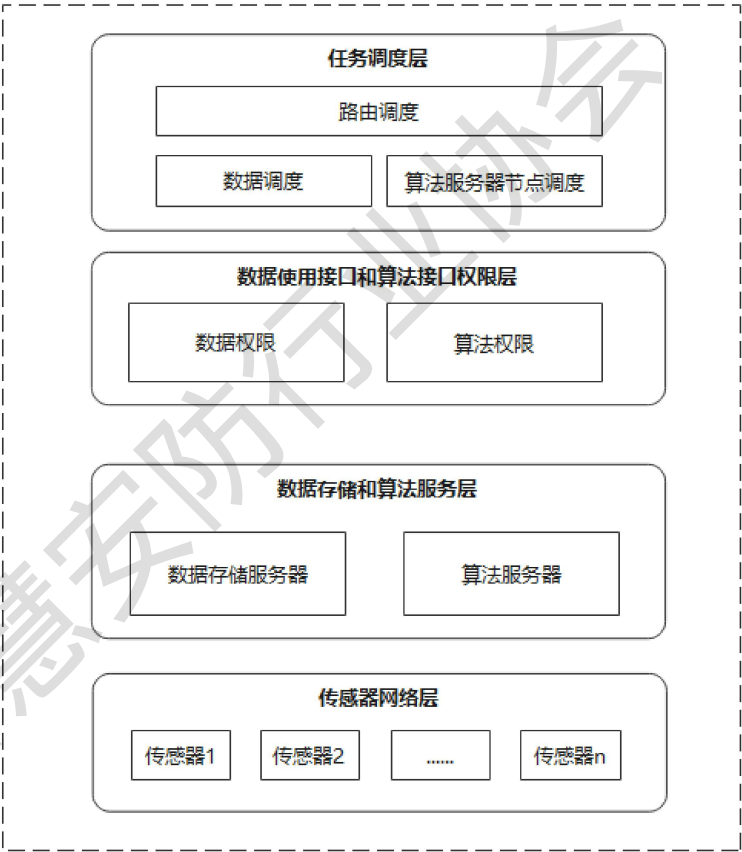 任务调度层
路由调度
数据调度
算法服务器节点调度
数据使用接口和算法接口权限层
数据权限
算法权限
数据存储和算法服务层
数据存储服务器
算法服务器
传感器网络层
传感器1
传感器2
......
传感器n
慧安防行业协会